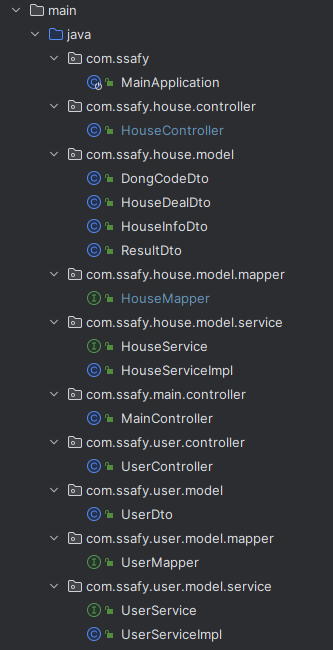 main
java
com.ssafy
MainApplication
com.ssafy.house.controller
HouseController
com.ssafy.house.model
DongCodeDto
HouseDealDto
HouseInfoDto
ResultDto
com.ssafy.house.model.mapper
HouseMapper
com.ssafy.house.model.service
HouseService
HouseServiceImpl
com.ssafy.main.controller
MainController
com.ssafy.user.controller
UserController
com.ssafy.user.model
UserDto
com.ssafy.user.model.mapper
UserMapper
com.ssafy.user.model.service
UserService
UserServiceImpl